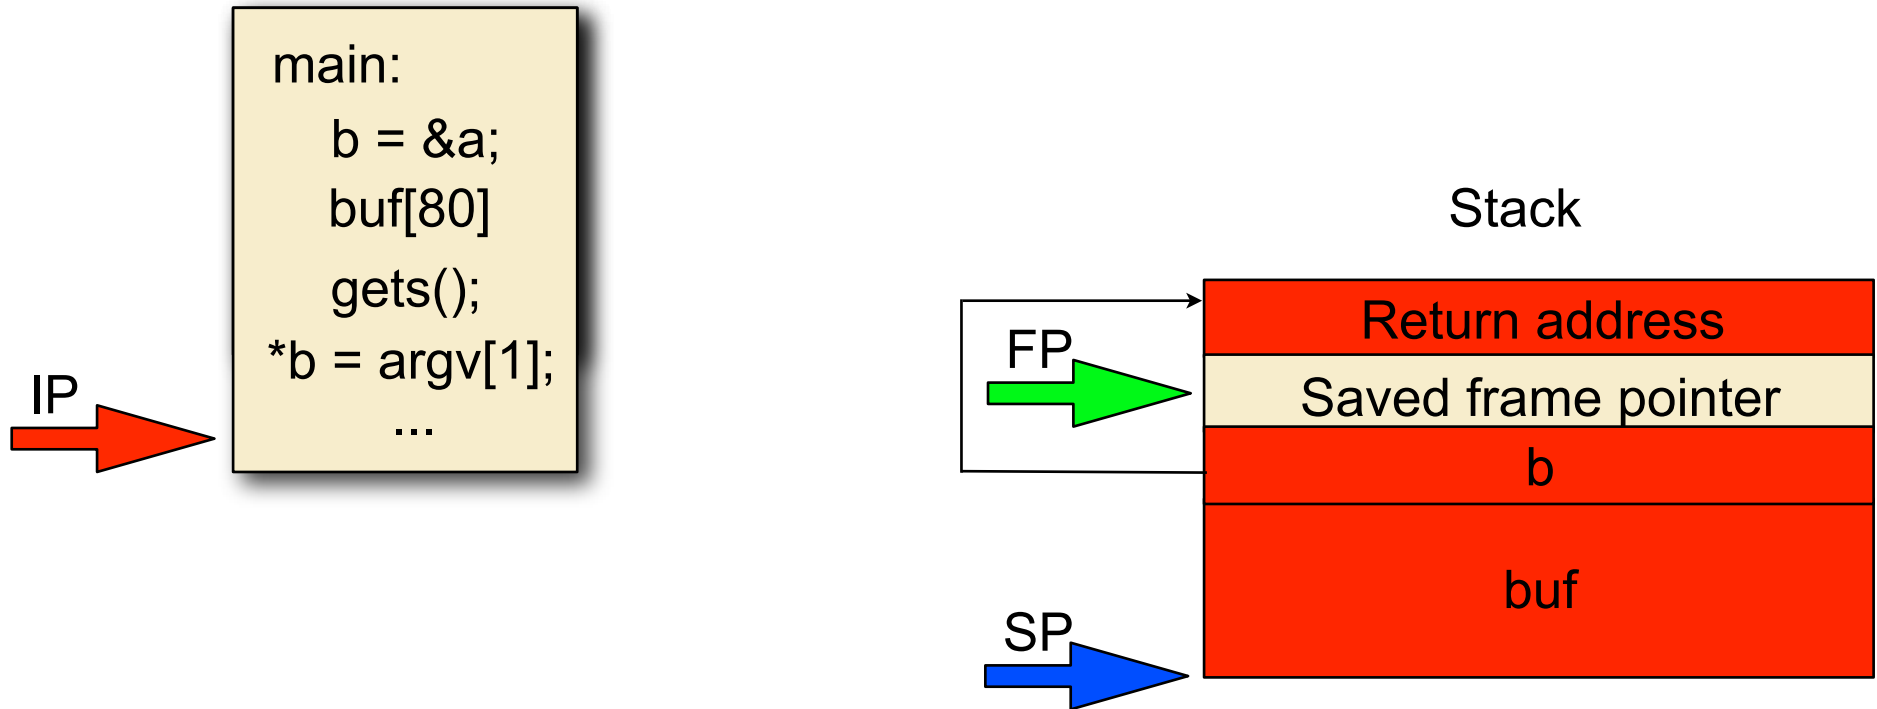 main:
b = &a;
buf[80]
gets();
*b = argv[1];
...
IP
Stack
Return address
FP
Saved frame pointer
b
buf
SP